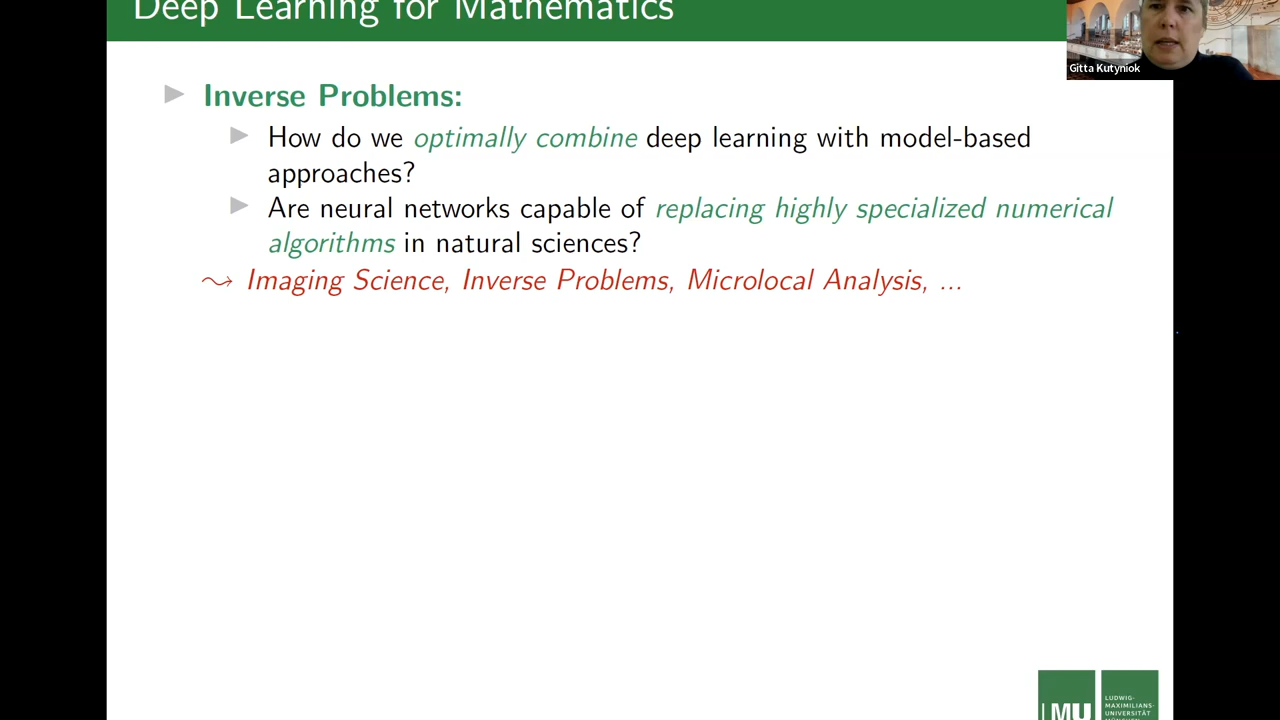 Deep Learning for Mathematics
Gitta Kutyniok
Inverse Problems:
How do we optimally combine deep learning with model-based
approaches?
Are neural networks capable of replacing highly specialized numerical
algorithms in natural sciences?
⇝ Imaging Science, Inverse Problems, Microlocal Analysis, ...
LMU
LUDWIG-
MAXIMILIANS-
UNIVERSITÄT
MÜNCHEN